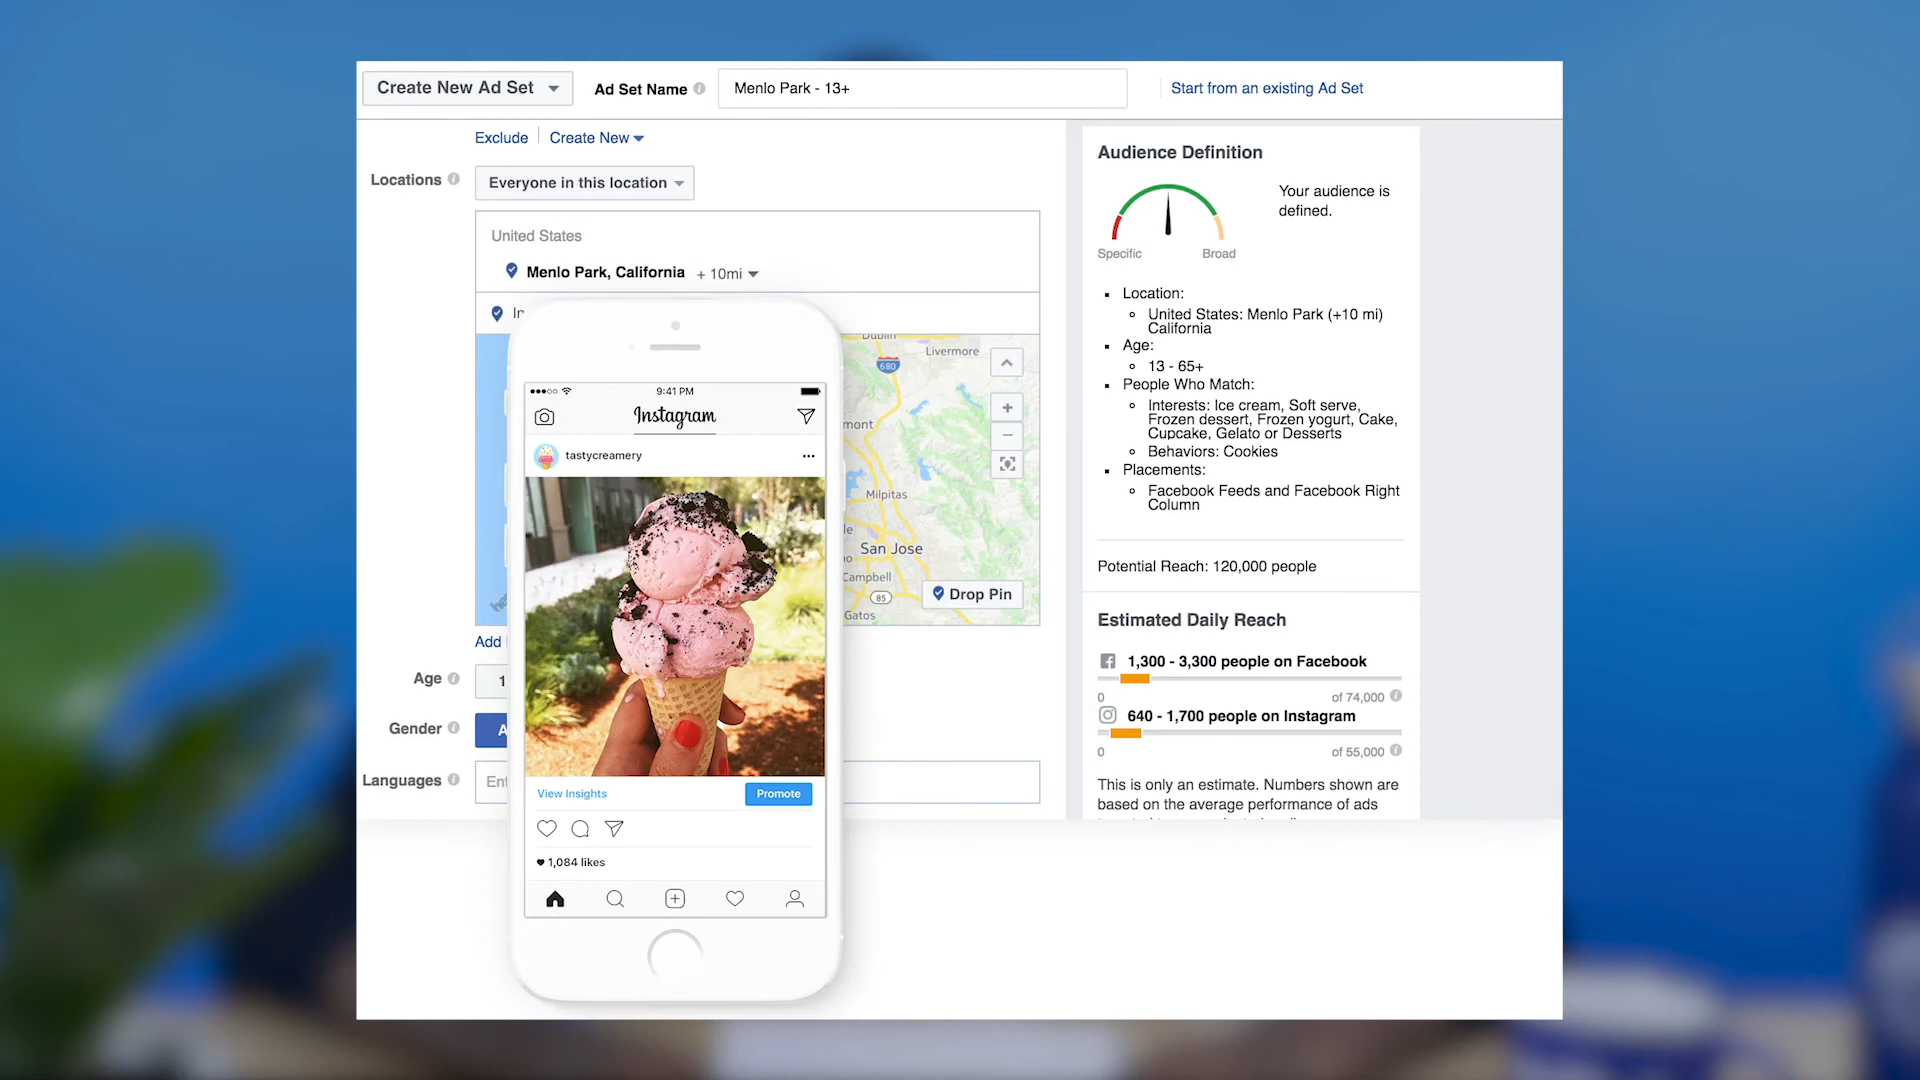 Create New Ad Set
Ad Set Name
Menlo Park - 13+
Start from an existing Ad Set
Exclude
Create New
Locations
Everyone in this location
United States
Menlo Park, California
+ 10mi
Livermore
680
mont
Milpitas
San Jose
Campbell
85
Gatos
Drop Pin
Add
Age
1
Gender
A
Languages
Ent
9:41 PM
Instagram
tastycreamery
View Insights
Promote
1,084 likes
Audience Definition
Your audience is
defined.
Specific
Broad
Location:
United States: Menlo Park (+10 mi)
California
Age:
13 - 65+
People Who Match:
Interests: Ice cream, Soft serve,
Frozen dessert, Frozen yogurt, Cake,
Cupcake, Gelato or Desserts
Behaviors: Cookies
Placements:
Facebook Feeds and Facebook Right
Column
Potential Reach: 120,000 people
Estimated Daily Reach
1,300 - 3,300 people on Facebook
0
of 74,000
640 - 1,700 people on Instagram
0
of 55,000
This is only an estimate. Numbers shown are
based on the average performance of ads